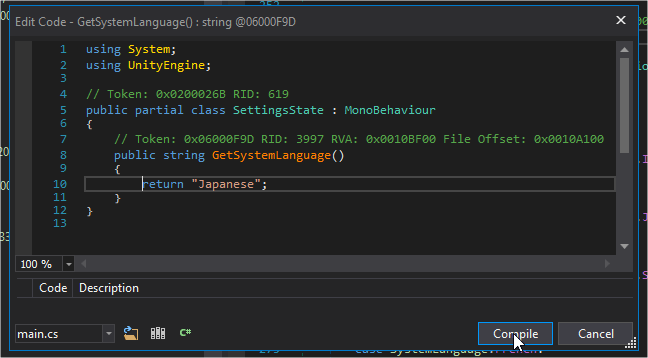 Edit Code - GetSystemLanguage() : string @06000F9D
1 using System;
2 using UnityEngine;
3
4 // Token: 0x0200026B RID: 619
5 public partial class SettingsState : MonoBehaviour
6 {
7 // Token: 0x06000F9D RID: 3997 RVA: 0x0010BF00 File Offset: 0x0010A100
8 public string GetSystemLanguage()
9 {
10 return "Japanese";
11 }
12 }
13
100 %
Code Description
main.cs C#
Compile Cancel